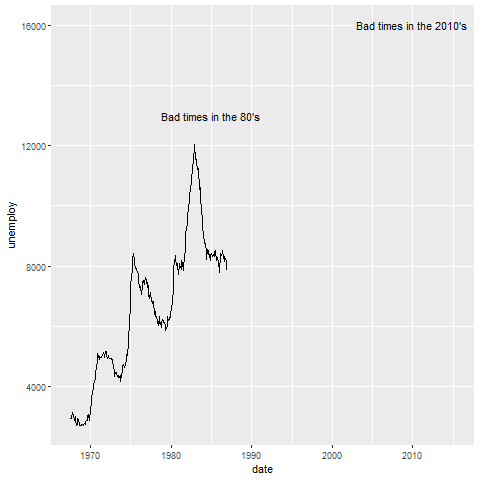 Bad times in the 2010's
Bad times in the 80's
16000
12000
8000
4000
unemploy
1970 1980 1990 2000 2010
date